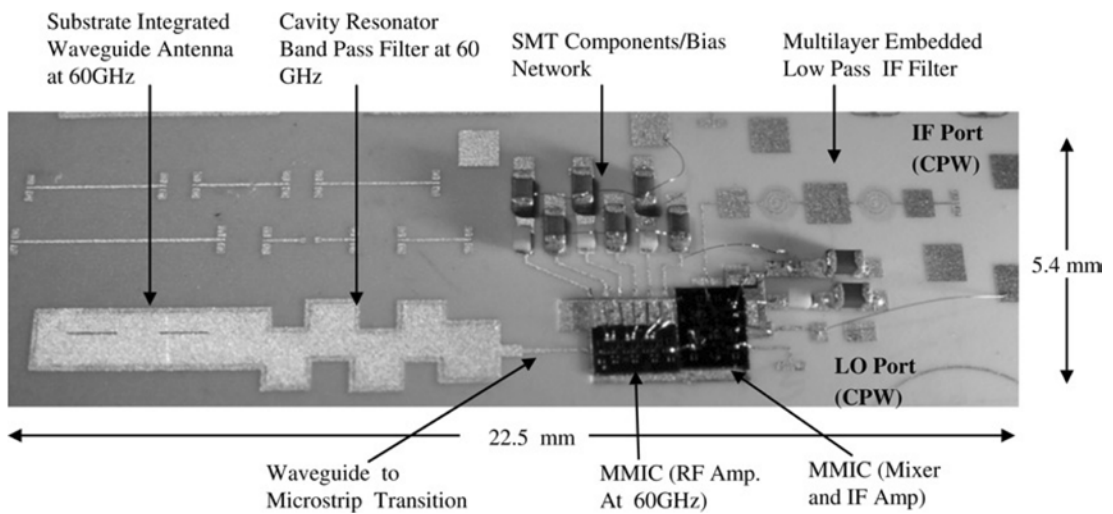 Substrate Integrated
Waveguide Antenna
at 60GHz
Cavity Resonator
Band Pass Filter at 60
GHz
SMT Components/Bias
Network
Multilayer Embedded
Low Pass IF Filter
IF Port
(CPW)
5.4 mm
LO Port
(CPW)
22.5 mm
Waveguide to
Microstrip Transition
MMIC (RF Amp.
At 60GHz)
MMIC (Mixer
and IF Amp)